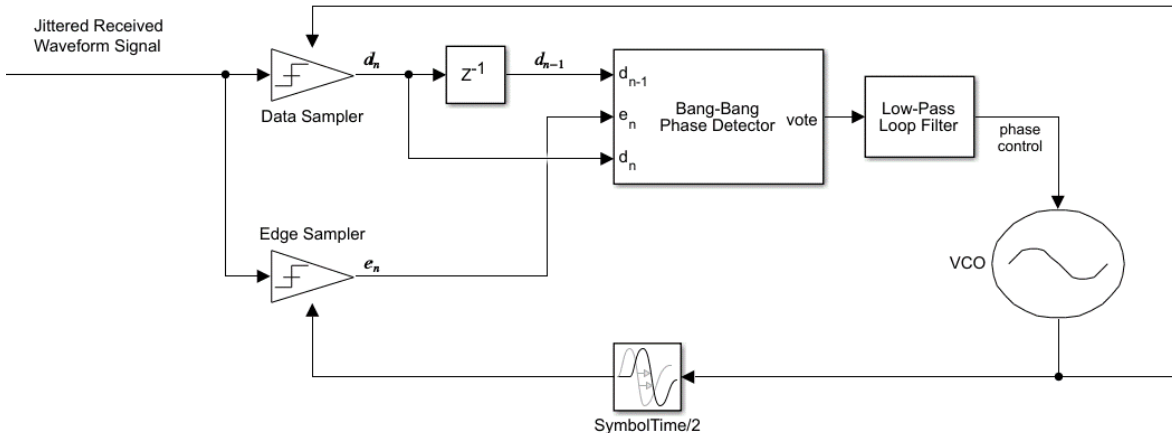 Jittered Received
Waveform Signal
dₙ
Z⁻¹
dₙ₋₁
Data Sampler
dₙ₋₁
eₙ
dₙ
Bang-Bang
Phase Detector
vote
Low-Pass
Loop Filter
phase
control
Edge Sampler
eₙ
VCO
SymbolTime/2